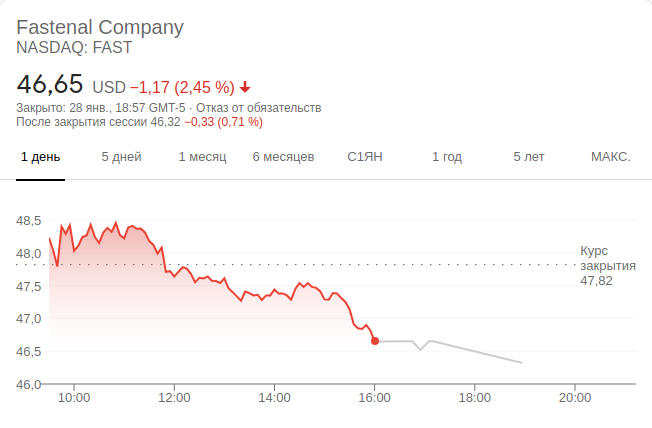 Fastenal Company
NASDAQ: FAST
46,65 USD −1,17 (2,45 %)
Закрыто: 28 янв., 18:57 GMT-5 · Отказ от обязательств
После закрытия сессии 46,32 −0,33 (0,71 %)
1 день 5 дней 1 месяц 6 месяцев С1ЯН 1 год 5 лет МАКС.
48,5
48,0
47,5
47,0
46,5
46,0
Курс
закрытия
47,82
10:00 12:00 14:00 16:00 18:00 20:00